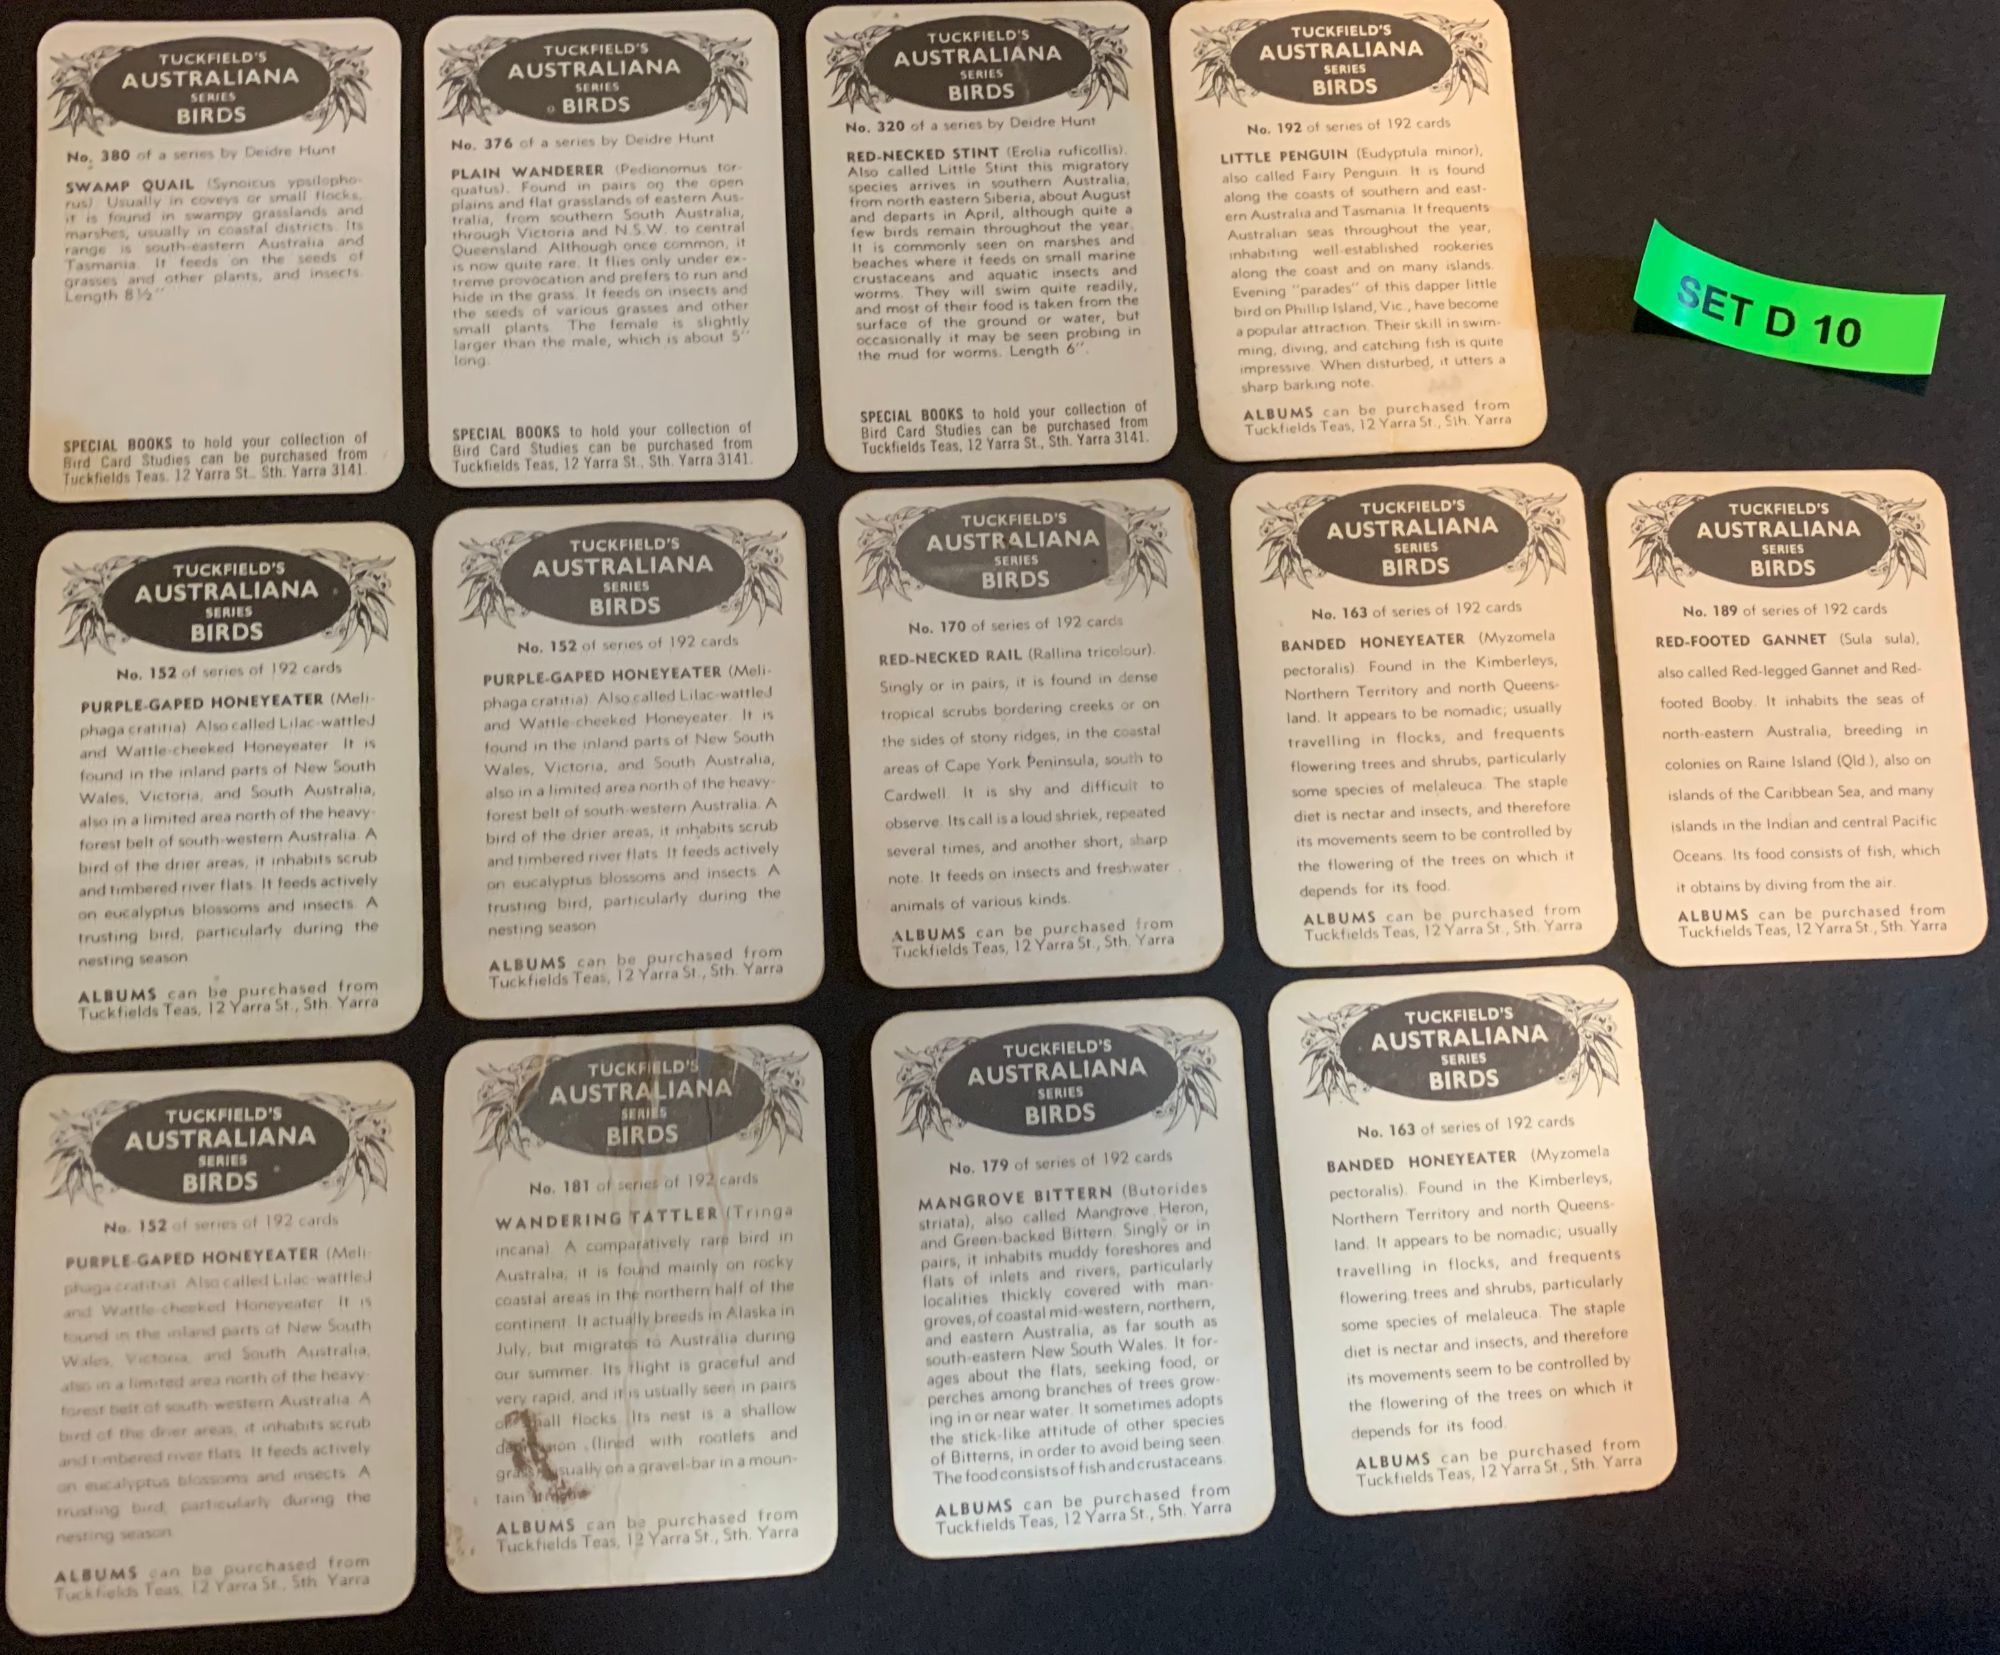 TUCKFIELD'S
AUSTRALIANA
SERIES
BIRDS
No. 380 of a series by Deidre Hunt
SWAMP QUAIL (Synoicus ypsilopho-
rus) Usually in coveys or small flocks,
it is found in swampy grasslands and
marshes, usually in coastal districts. Its
range is south-eastern Australia and
Tasmania. It feeds on the seeds of
grasses and other plants, and insects.
Length 8½"
SPECIAL BOOKS to hold your collection of
Bird Card Studies can be purchased from
Tuckfields Teas, 12 Yarra St., Sth. Yarra 3141.
TUCKFIELD'S
AUSTRALIANA
SERIES
BIRDS
No. 376 of a series by Deidre Hunt
PLAIN WANDERER (Pedionomus tor-
quatus). Found in pairs on the open
plains and flat grasslands of eastern Aus-
tralia, from southern South Australia,
through Victoria and N.S.W. to central
Queensland. Although once common, it
is now quite rare. It flies only under ex-
treme provocation and prefers to run and
hide in the grass. It feeds on insects and
the seeds of various grasses and other
small plants. The female is slightly
larger than the male, which is about 5"
long.
SPECIAL BOOKS to hold your collection of
Bird Card Studies can be purchased from
Tuckfields Teas, 12 Yarra St., Sth. Yarra 3141.
TUCKFIELD'S
AUSTRALIANA
SERIES
BIRDS
No. 320 of a series by Deidre Hunt
RED-NECKED STINT (Erolia ruficollis).
Also called Little Stint this migratory
species arrives in southern Australia,
from north eastern Siberia, about August
and departs in April, although quite a
few birds remain throughout the year.
It is commonly seen on marshes and
beaches where it feeds on small marine
crustaceans and aquatic insects and
worms. They will swim quite readily,
and most of their food is taken from the
surface of the ground or water, but
occasionally it may be seen probing in
the mud for worms. Length 6".
SPECIAL BOOKS to hold your collection of
Bird Card Studies can be purchased from
Tuckfields Teas, 12 Yarra St., Sth. Yarra 3141.
TUCKFIELD'S
AUSTRALIANA
SERIES
BIRDS
No. 192 of series of 192 cards
LITTLE PENGUIN (Eudyptula minor),
also called Fairy Penguin. It is found
along the coasts of southern and east-
ern Australia and Tasmania. It frequents
Australian seas throughout the year,
inhabiting well-established rookeries
along the coast and on many islands.
Evening "parades" of this dapper little
bird on Phillip Island, Vic., have become
a popular attraction. Their skill in swim-
ming, diving, and catching fish is quite
impressive. When disturbed, it utters a
sharp barking note.
ALBUMS can be purchased from
Tuckfields Teas, 12 Yarra St., Sth. Yarra
SET D 10
TUCKFIELD'S
AUSTRALIANA
SERIES
BIRDS
No. 152 of series of 192 cards
PURPLE-GAPED HONEYEATER (Meli-
phaga cratitia) Also called Lilac-wattled
and Wattle-cheeked Honeyeater. It is
found in the inland parts of New South
Wales, Victoria, and South Australia,
also in a limited area north of the heavy-
forest belt of south-western Australia. A
bird of the drier areas, it inhabits scrub
and timbered river flats. It feeds actively
on eucalyptus blossoms and insects. A
trusting bird, particularly during the
nesting season
ALBUMS can be purchased from
Tuckfields Teas, 12 Yarra St., Sth. Yarra
TUCKFIELD'S
AUSTRALIANA
SERIES
BIRDS
No. 152 of series of 192 cards
PURPLE-GAPED HONEYEATER (Meli-
phaga cratitia) Also called Lilac-wattled
and Wattle-cheeked Honeyeater. It is
found in the inland parts of New South
Wales, Victoria, and South Australia,
also in a limited area north of the heavy-
forest belt of south-western Australia. A
bird of the drier areas, it inhabits scrub
and timbered river flats. It feeds actively
on eucalyptus blossoms and insects. A
trusting bird, particularly during the
nesting season
ALBUMS can be purchased from
Tuckfields Teas, 12 Yarra St., Sth. Yarra
TUCKFIELD'S
AUSTRALIANA
SERIES
BIRDS
No. 170 of series of 192 cards
RED-NECKED RAIL (Rallina tricolour).
Singly or in pairs, it is found in dense
tropical scrubs bordering creeks or on
the sides of stony ridges, in the coastal
areas of Cape York Peninsula, south to
Cardwell. It is shy and difficult to
observe. Its call is a loud shriek, repeated
several times, and another short, sharp
note. It feeds on insects and freshwater
animals of various kinds.
ALBUMS can be purchased from
Tuckfields Teas, 12 Yarra St., Sth. Yarra
TUCKFIELD'S
AUSTRALIANA
SERIES
BIRDS
No. 163 of series of 192 cards
BANDED HONEYEATER (Myzomela
pectoralis). Found in the Kimberleys,
Northern Territory and north Queens-
land. It appears to be nomadic; usually
travelling in flocks, and frequents
flowering trees and shrubs, particularly
some species of melaleuca. The staple
diet is nectar and insects, and therefore
its movements seem to be controlled by
the flowering of the trees on which it
depends for its food.
ALBUMS can be purchased from
Tuckfields Teas, 12 Yarra St., Sth. Yarra
TUCKFIELD'S
AUSTRALIANA
SERIES
BIRDS
No. 189 of series of 192 cards
RED-FOOTED GANNET (Sula sula),
also called Red-legged Gannet and Red-
footed Booby. It inhabits the seas of
north-eastern Australia, breeding in
colonies on Raine Island (Qld.), also on
islands of the Caribbean Sea, and many
islands in the Indian and central Pacific
Oceans. Its food consists of fish, which
it obtains by diving from the air.
ALBUMS can be purchased from
Tuckfields Teas, 12 Yarra St., Sth. Yarra
TUCKFIELD'S
AUSTRALIANA
SERIES
BIRDS
No. 152 of series of 192 cards
PURPLE-GAPED HONEYEATER (Meli-
phaga cratitia) Also called Lilac-wattled
and Wattle-cheeked Honeyeater. It is
found in the inland parts of New South
Wales, Victoria, and South Australia,
also in a limited area north of the heavy-
forest belt of south-western Australia. A
bird of the drier areas, it inhabits scrub
and timbered river flats. It feeds actively
on eucalyptus blossoms and insects. A
trusting bird, particularly during the
nesting season
ALBUMS can be purchased from
Tuckfields Teas, 12 Yarra St., Sth. Yarra
TUCKFIELD'S
AUSTRALIANA
SERIES
BIRDS
No. 181 of series of 192 cards
WANDERING TATTLER (Tringa
incana) A comparatively rare bird in
Australia, it is found mainly on rocky
coastal areas in the northern half of the
continent. It actually breeds in Alaska in
July, but migrates to Australia during
our summer. Its flight is graceful and
very rapid, and it is usually seen in pairs
small flocks. Its nest is a shallow
(lined with rootlets and
usually on a gravel-bar in a moun-
tain
ALBUMS can be purchased from
Tuckfields Teas, 12 Yarra St., Sth. Yarra
TUCKFIELD'S
AUSTRALIANA
SERIES
BIRDS
No. 179 of series of 192 cards
MANGROVE BITTERN (Butorides
striata), also called Mangrove Heron,
and Green-backed Bittern. Singly or in
pairs, it inhabits muddy foreshores and
flats of inlets and rivers, particularly
localities thickly covered with man-
groves, of coastal mid-western, northern,
and eastern Australia, as far south as
south-eastern New South Wales. It for-
ages about the flats, seeking food, or
perches among branches of trees grow-
ing in or near water. It sometimes adopts
the stick-like attitude of other species
of Bitterns, in order to avoid being seen.
The food consists of fish and crustaceans.
ALBUMS can be purchased from
Tuckfields Teas, 12 Yarra St., Sth. Yarra
TUCKFIELD'S
AUSTRALIANA
SERIES
BIRDS
No. 163 of series of 192 cards
BANDED HONEYEATER (Myzomela
pectoralis). Found in the Kimberleys,
Northern Territory and north Queens-
land. It appears to be nomadic; usually
travelling in flocks, and frequents
flowering trees and shrubs, particularly
some species of melaleuca. The staple
diet is nectar and insects, and therefore
its movements seem to be controlled by
the flowering of the trees on which it
depends for its food.
ALBUMS can be purchased from
Tuckfields Teas, 12 Yarra St., Sth. Yarra